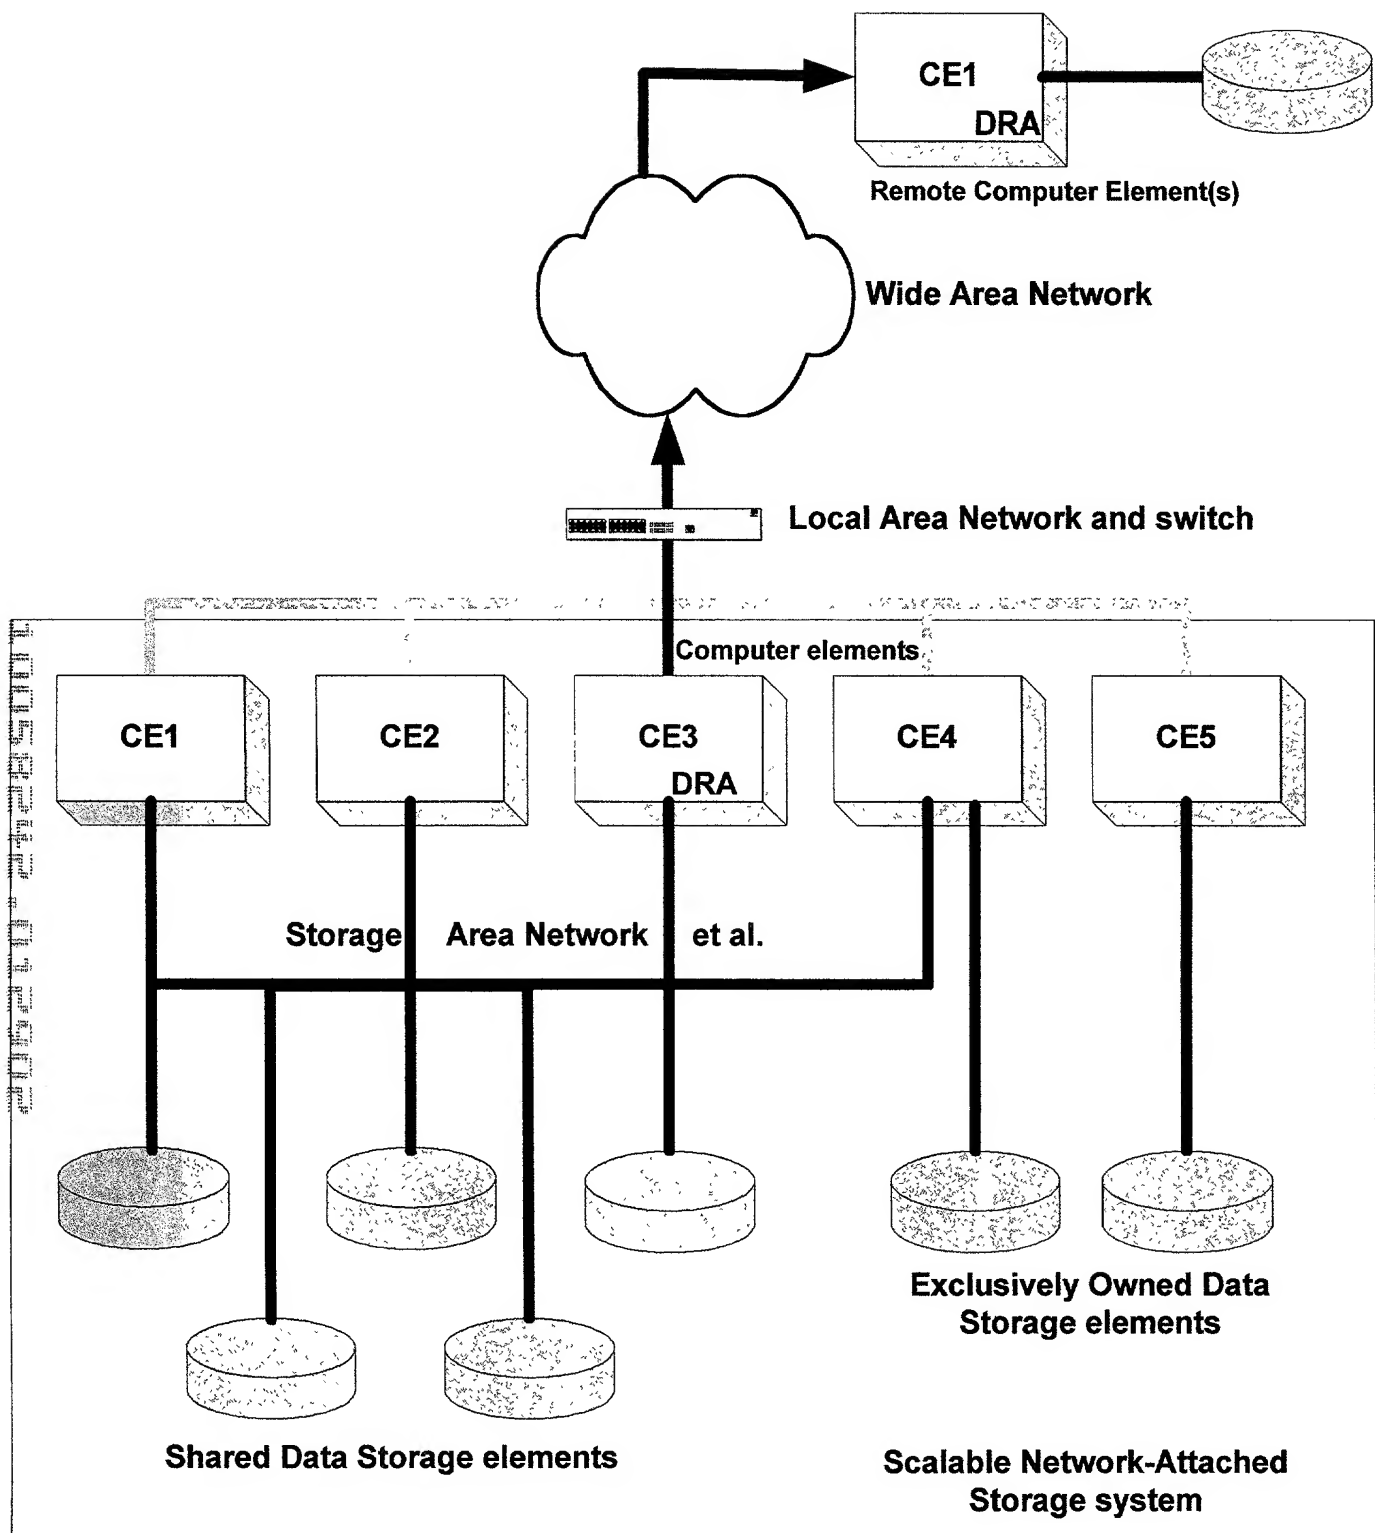 CE1
DRA
Remote Computer Element(s)
Wide Area Network
Local Area Network and switch
Computer elements
CE1
CE2
CE3
DRA
CE4
CE5
Storage Area Network et al.
Exclusively Owned Data
Storage elements
Shared Data Storage elements
Scalable Network-Attached
Storage system